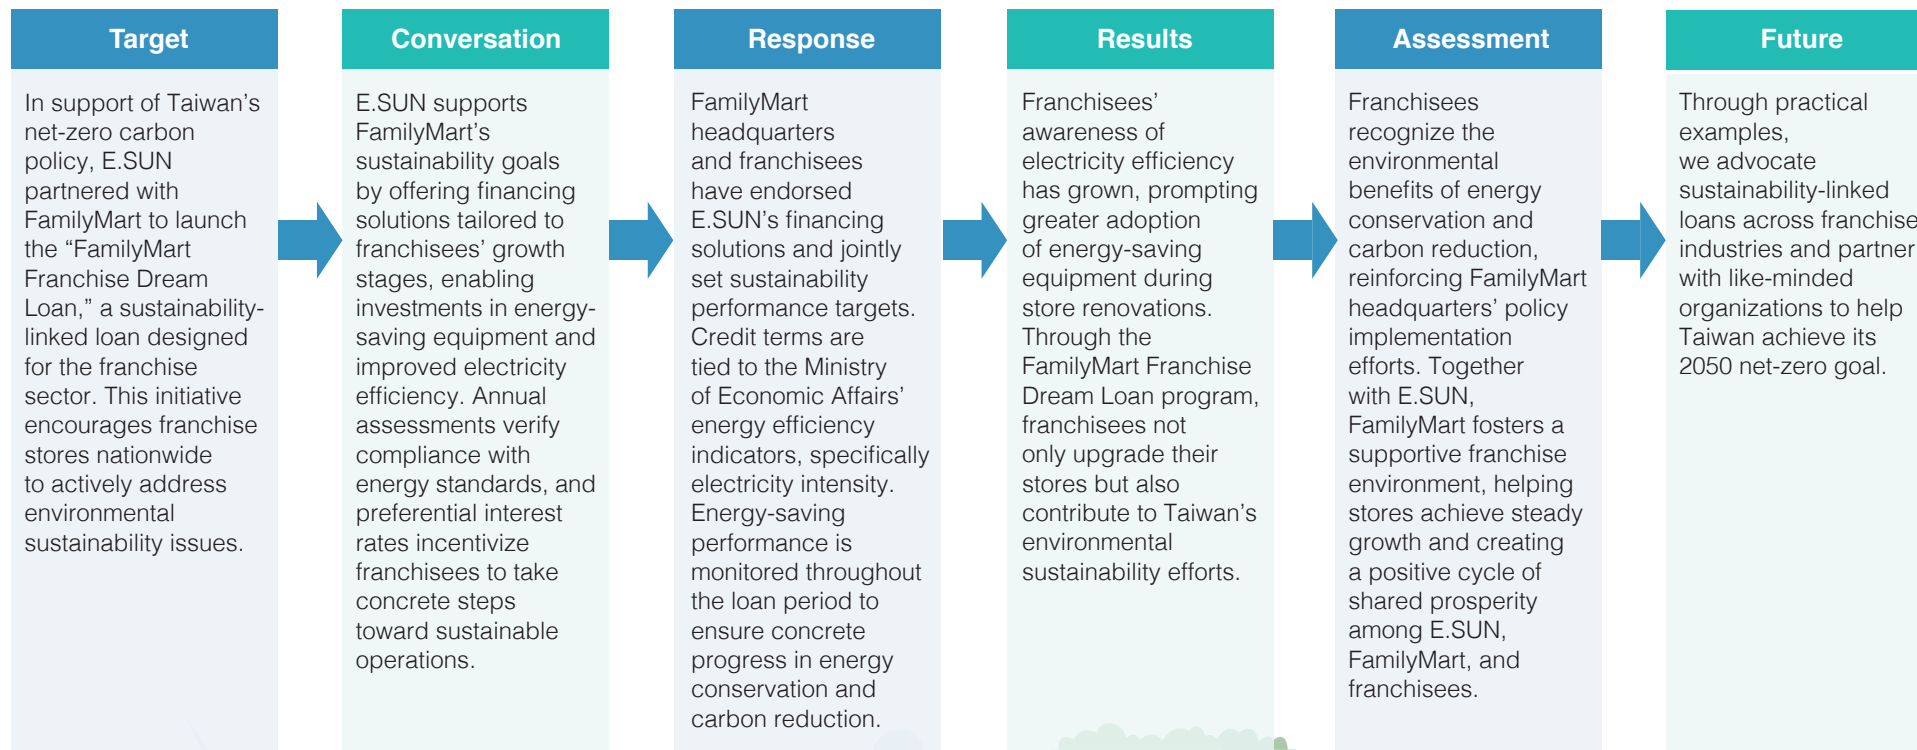 Target
In support of Taiwan’s
net-zero carbon
policy, E.SUN
partnered with
FamilyMart to launch
the “FamilyMart
Franchise Dream
Loan,” a sustainability-
linked loan designed
for the franchise
sector. This initiative
encourages franchise
stores nationwide
to actively address
environmental
sustainability issues.
Conversation
E.SUN supports
FamilyMart’s
sustainability goals
by offering financing
solutions tailored to
franchisees’ growth
stages, enabling
investments in energy-
saving equipment and
improved electricity
efficiency. Annual
assessments verify
compliance with
energy standards, and
preferential interest
rates incentivize
franchisees to take
concrete steps
toward sustainable
operations.
Response
FamilyMart
headquarters
and franchisees
have endorsed
E.SUN’s financing
solutions and jointly
set sustainability
performance targets.
Credit terms are
tied to the Ministry
of Economic Affairs’
energy efficiency
indicators, specifically
electricity intensity.
Energy-saving
performance is
monitored throughout
the loan period to
ensure concrete
progress in energy
conservation and
carbon reduction.
Results
Franchisees’
awareness of
electricity efficiency
has grown, prompting
greater adoption
of energy-saving
equipment during
store renovations.
Through the
FamilyMart Franchise
Dream Loan program,
franchisees not
only upgrade their
stores but also
contribute to Taiwan’s
environmental
sustainability efforts.
Assessment
Franchisees
recognize the
environmental
benefits of energy
conservation and
carbon reduction,
reinforcing FamilyMart
headquarters’ policy
implementation
efforts. Together
with E.SUN,
FamilyMart fosters a
supportive franchise
environment, helping
stores achieve steady
growth and creating
a positive cycle of
shared prosperity
among E.SUN,
FamilyMart, and
franchisees.
Future
Through practical
examples,
we advocate
sustainability-linked
loans across franchise
industries and partner
with like-minded
organizations to help
Taiwan achieve its
2050 net-zero goal.